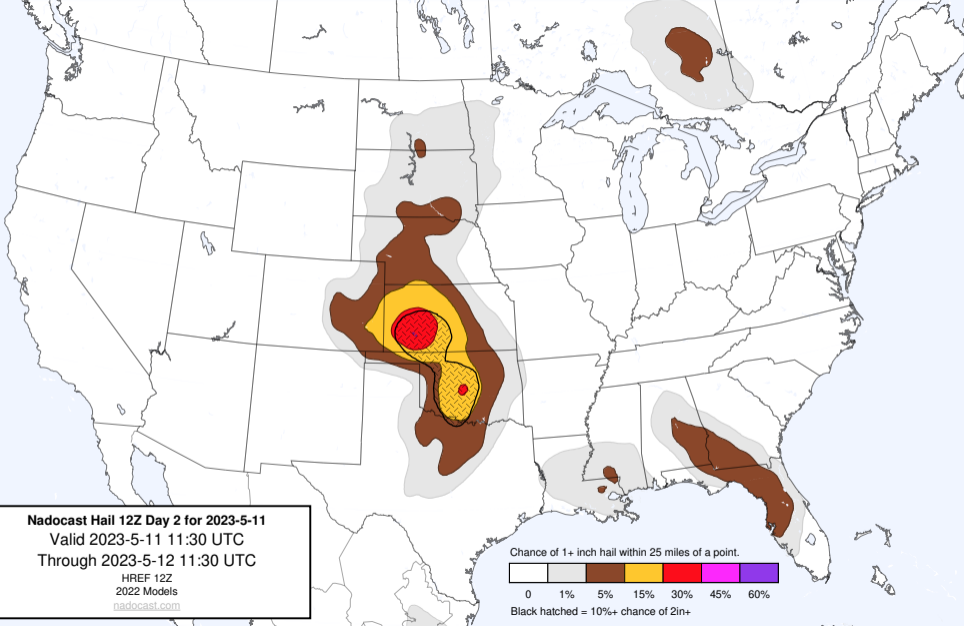 Nadocast Hail 12Z Day 2 for 2023-5-11
Valid 2023-5-11 11:30 UTC
Through 2023-5-12 11:30 UTC
HREF 12Z
2022 Models
nadocast.com
Chance of 1+ inch hail within 25 miles of a point.
0 1% 5% 15% 30% 45% 60%
Black hatched = 10%+ chance of 2in+